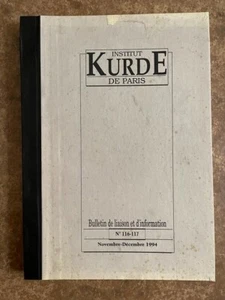 INSTITUT
KURDE
DE PARIS
Bulletin de liaison et d'information
N° 116-117
Novembre-Décembre 1994